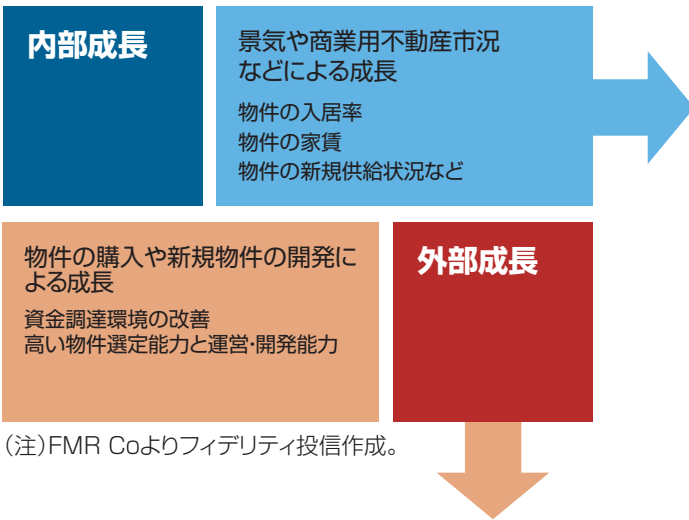 内部成長
景気や商業用不動産市況
などによる成長
物件の入居率
物件の家賃
物件の新規供給状況など
物件の購入や新規物件の開発に
よる成長
資金調達環境の改善
高い物件選定能力と運営・開発能力
外部成長
(注)FMR Coよりフィデリティ投信作成。